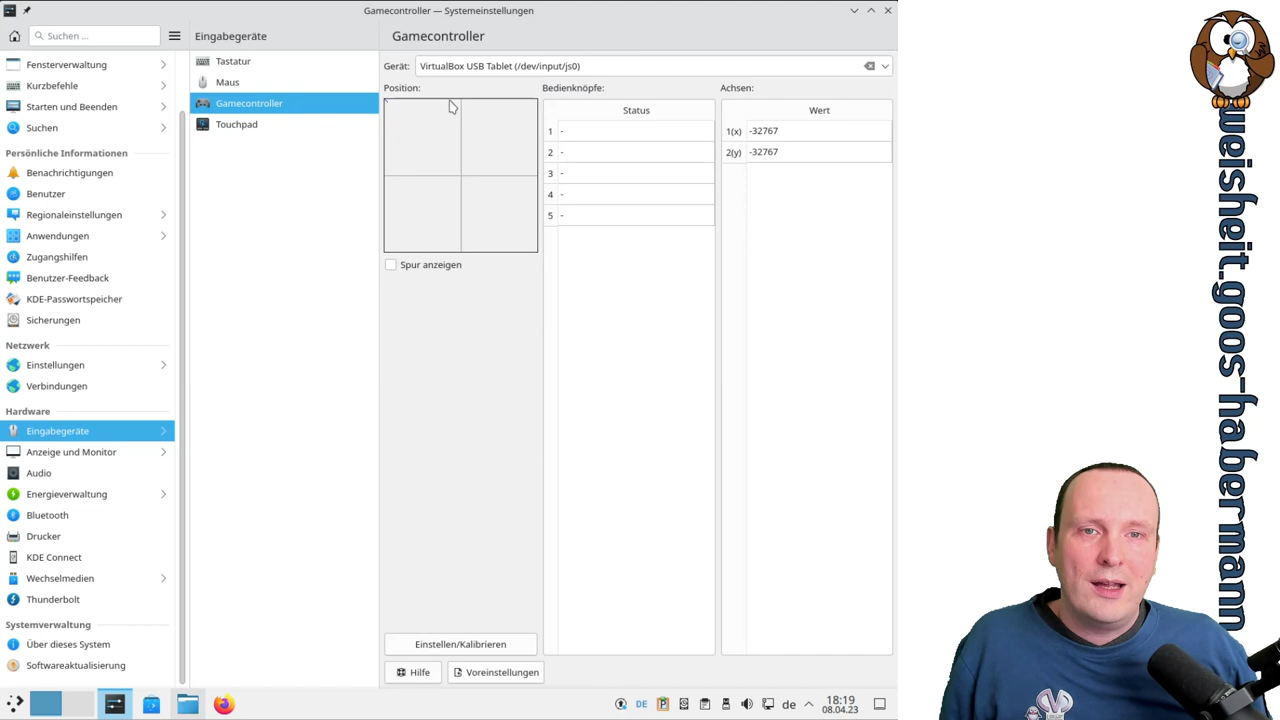 Gamecontroller — Systemeinstellungen
Suchen ...
Eingabegeräte
Gamecontroller
Fensterverwaltung
Kurzbefehle
Starten und Beenden
Suchen
Persönliche Informationen
Benachrichtigungen
Benutzer
Regionaleinstellungen
Anwendungen
Zugangshilfen
Benutzer-Feedback
KDE-Passwortspeicher
Sicherungen
Netzwerk
Einstellungen
Verbindungen
Hardware
Eingabegeräte
Anzeige und Monitor
Audio
Energieverwaltung
Bluetooth
Drucker
KDE Connect
Wechselmedien
Thunderbolt
Systemverwaltung
Über dieses System
Softwareaktualisierung
Tastatur
Maus
Gamecontroller
Touchpad
Gerät: VirtualBox USB Tablet (/dev/input/js0)
Position:
Spur anzeigen
Bedienknöpfe:
Status
1 -
2 -
3 -
4 -
5 -
Achsen:
Wert
1(x) -32767
2(y) -32767
Einstellen/Kalibrieren
Hilfe
Voreinstellungen
DE
de
18:19
08.04.23
weisheit.goos-habermann